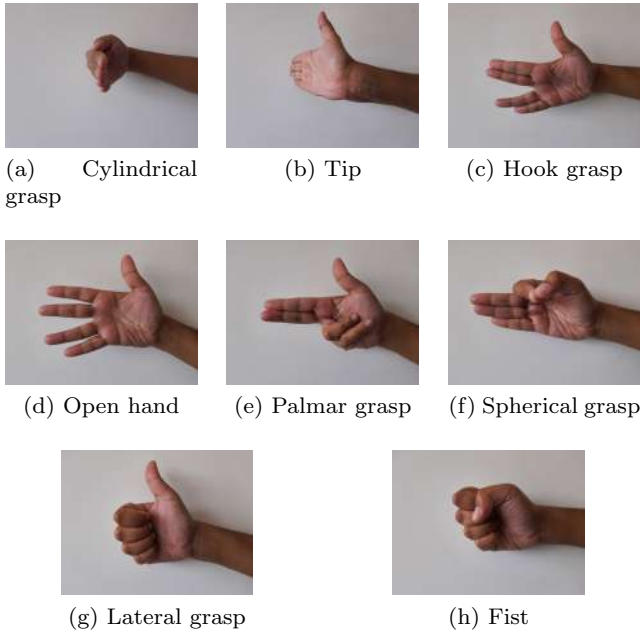 (a) Cylindrical
grasp
(b) Tip
(c) Hook grasp
(d) Open hand
(e) Palmar grasp
(f) Spherical grasp
(g) Lateral grasp
(h) Fist